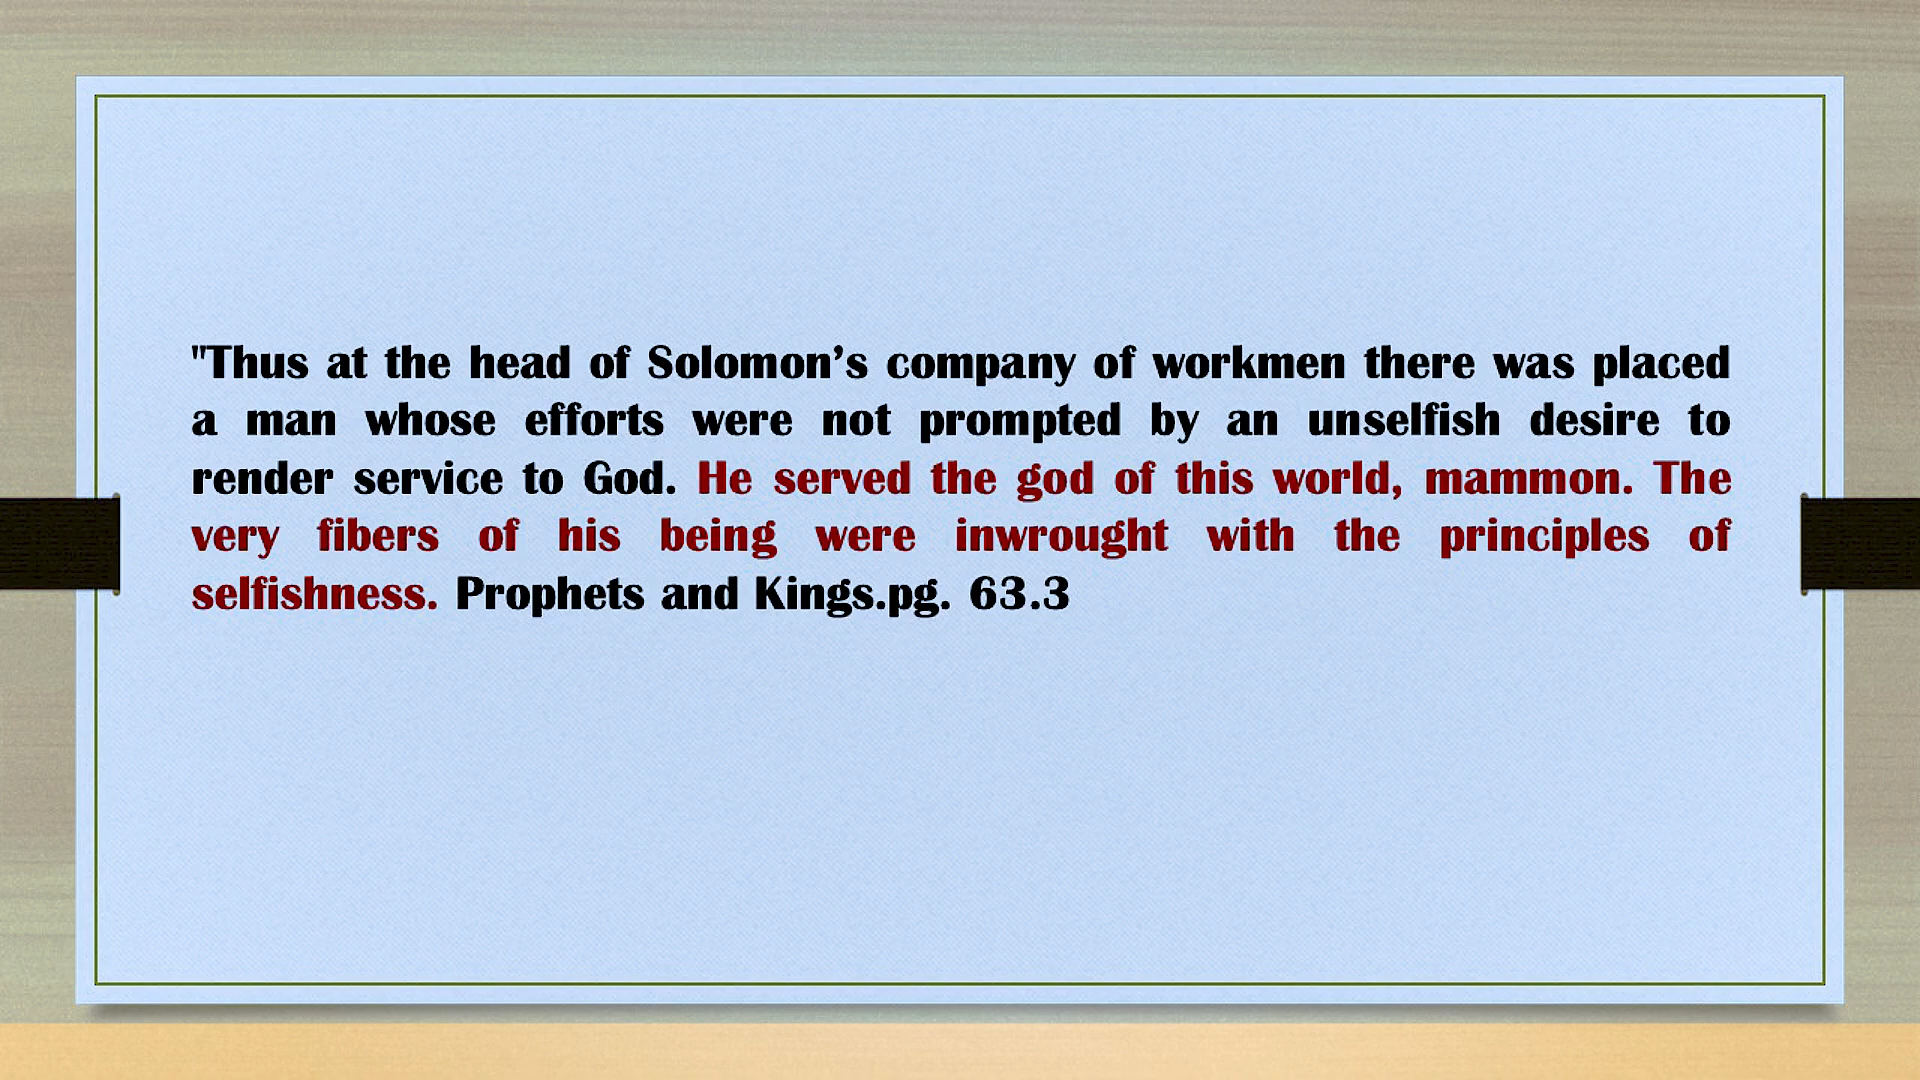 "Thus at the head of Solomon’s company of workmen there was placed
a man whose efforts were not prompted by an unselfish desire to
render service to God. He served the god of this world, mammon. The
very fibers of his being were inwrought with the principles of
selfishness. Prophets and Kings.pg. 63.3